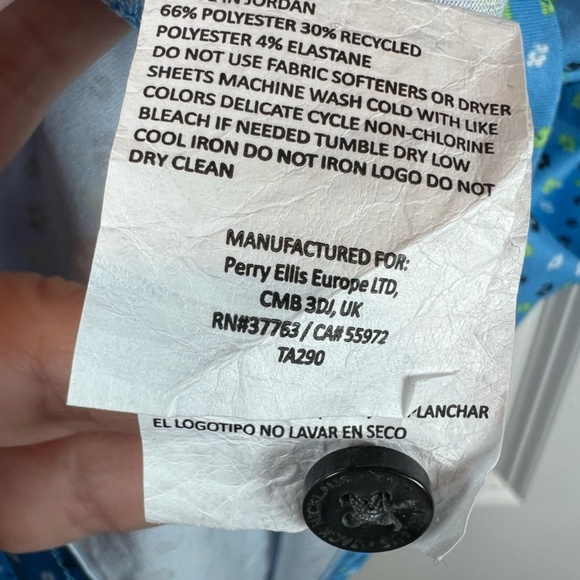 IN JORDAN
66% POLYESTER 30% RECYCLED
POLYESTER 4% ELASTANE
DO NOT USE FABRIC SOFTENERS OR DRYER
SHEETS MACHINE WASH COLD WITH LIKE
COLORS DELICATE CYCLE NON-CHLORINE
BLEACH IF NEEDED TUMBLE DRY LOW
COOL IRON DO NOT IRON LOGO DO NOT
DRY CLEAN
MANUFACTURED FOR:
Perry Ellis Europe LTD,
CMB 3DJ, UK
RN#37763 / CA# 55972
TA290
PLANCHAR
EL LOGOTIPO NO LAVAR EN SECO